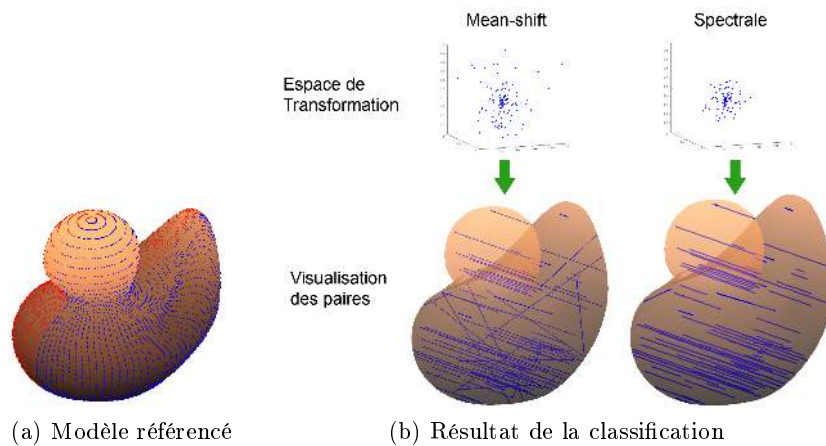 Mean-shift
Spectrale
Espace de
Transformation
Visualisation
des paires
(a) Modèle référencé
(b) Résultat de la classification